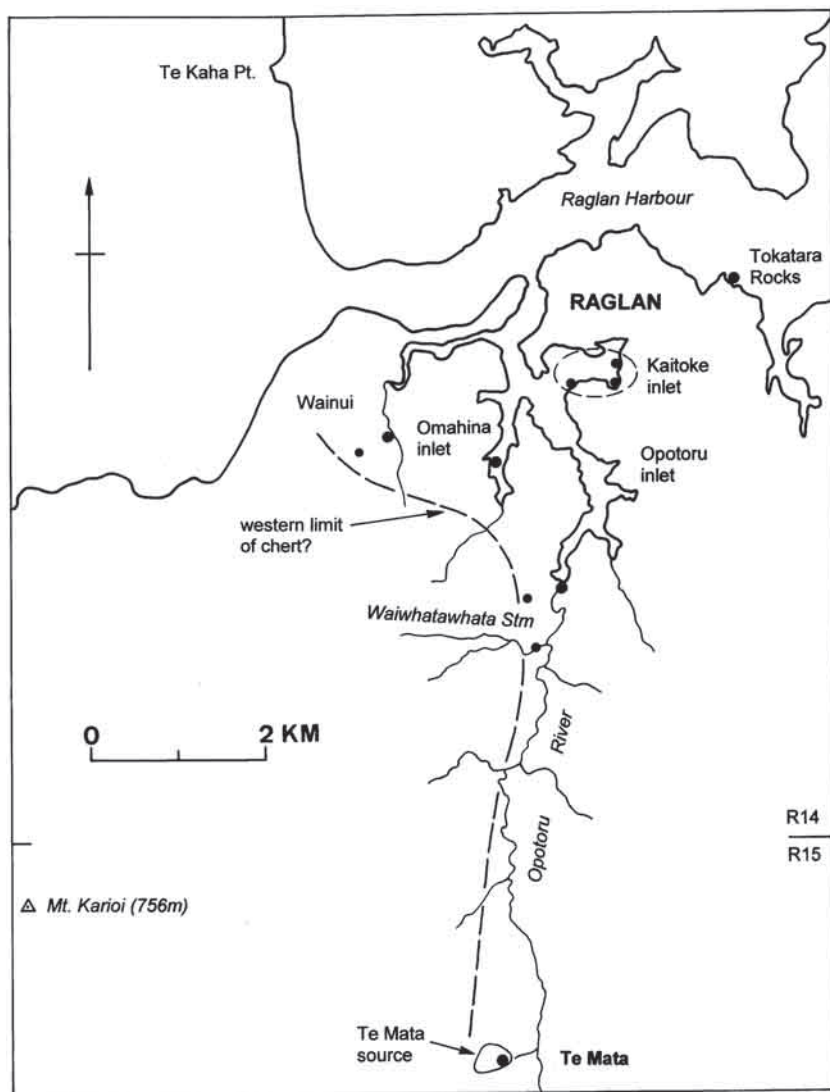 Te Kaha Pt.
Raglan Harbour
Tokatara
Rocks
RAGLAN
Kaitoke
inlet
Wainui
Omahina
inlet
Opotoru
inlet
western limit
of chert?
Waiwhatawhata Stm
0 2 KM
River
Opotoru
R14
R15
Mt. Karioi (756m)
Te Mata
source
Te Mata